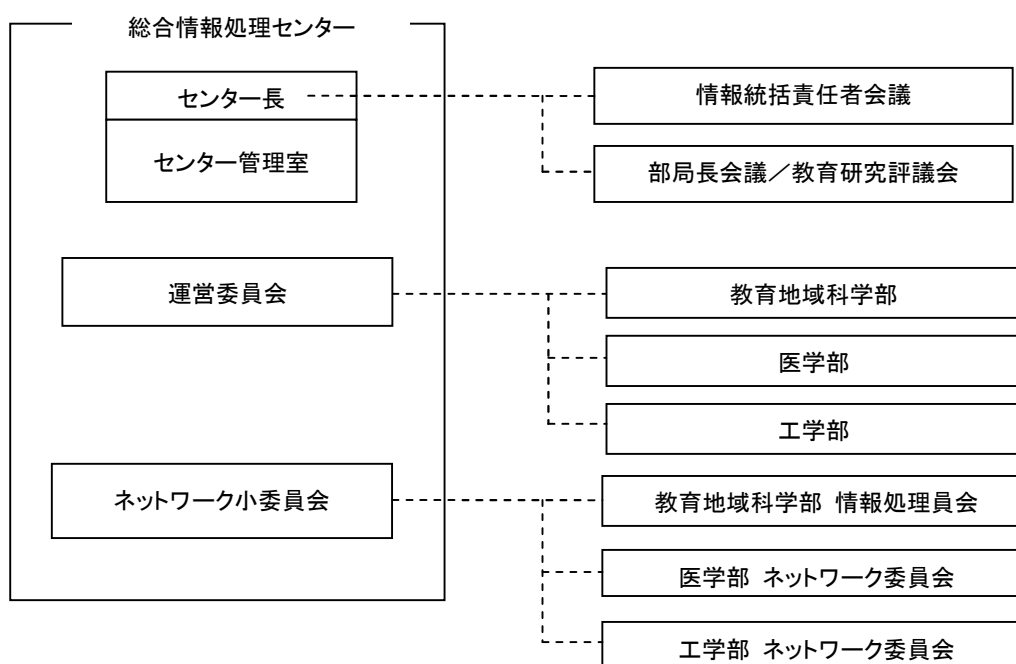 総合情報処理センター
センター長
センター管理室
情報統括責任者会議
部局長会議／教育研究評議会
運営委員会
教育地域科学部
医学部
工学部
ネットワーク小委員会
教育地域科学部 情報処理員会
医学部 ネットワーク委員会
工学部 ネットワーク委員会